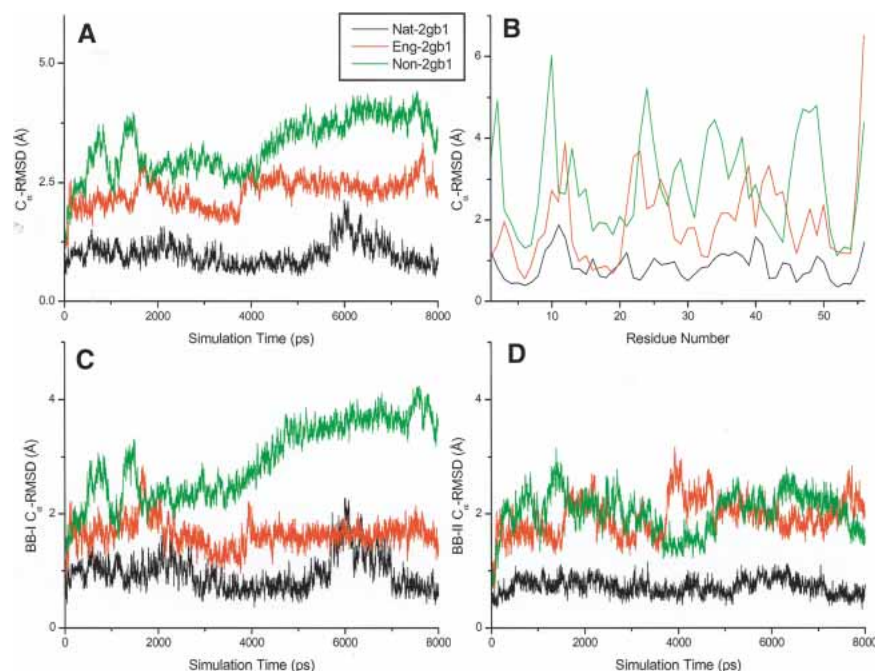 A
Nat-2gb1
Eng-2gb1
Non-2gb1
B
5.0
2.5
0.0
Cα-RMSD (Å)
0 2000 4000 6000 8000
Simulation Time (ps)
6
4
2
0
Cα-RMSD (Å)
10 20 30 40 50
Residue Number
C
4
2
0
BB-I Cα-RMSD (Å)
0 2000 4000 6000 8000
Simulation Time (ps)
D
4
2
0
BB-II Cα-RMSD (Å)
0 2000 4000 6000 8000
Simulation Time (ps)